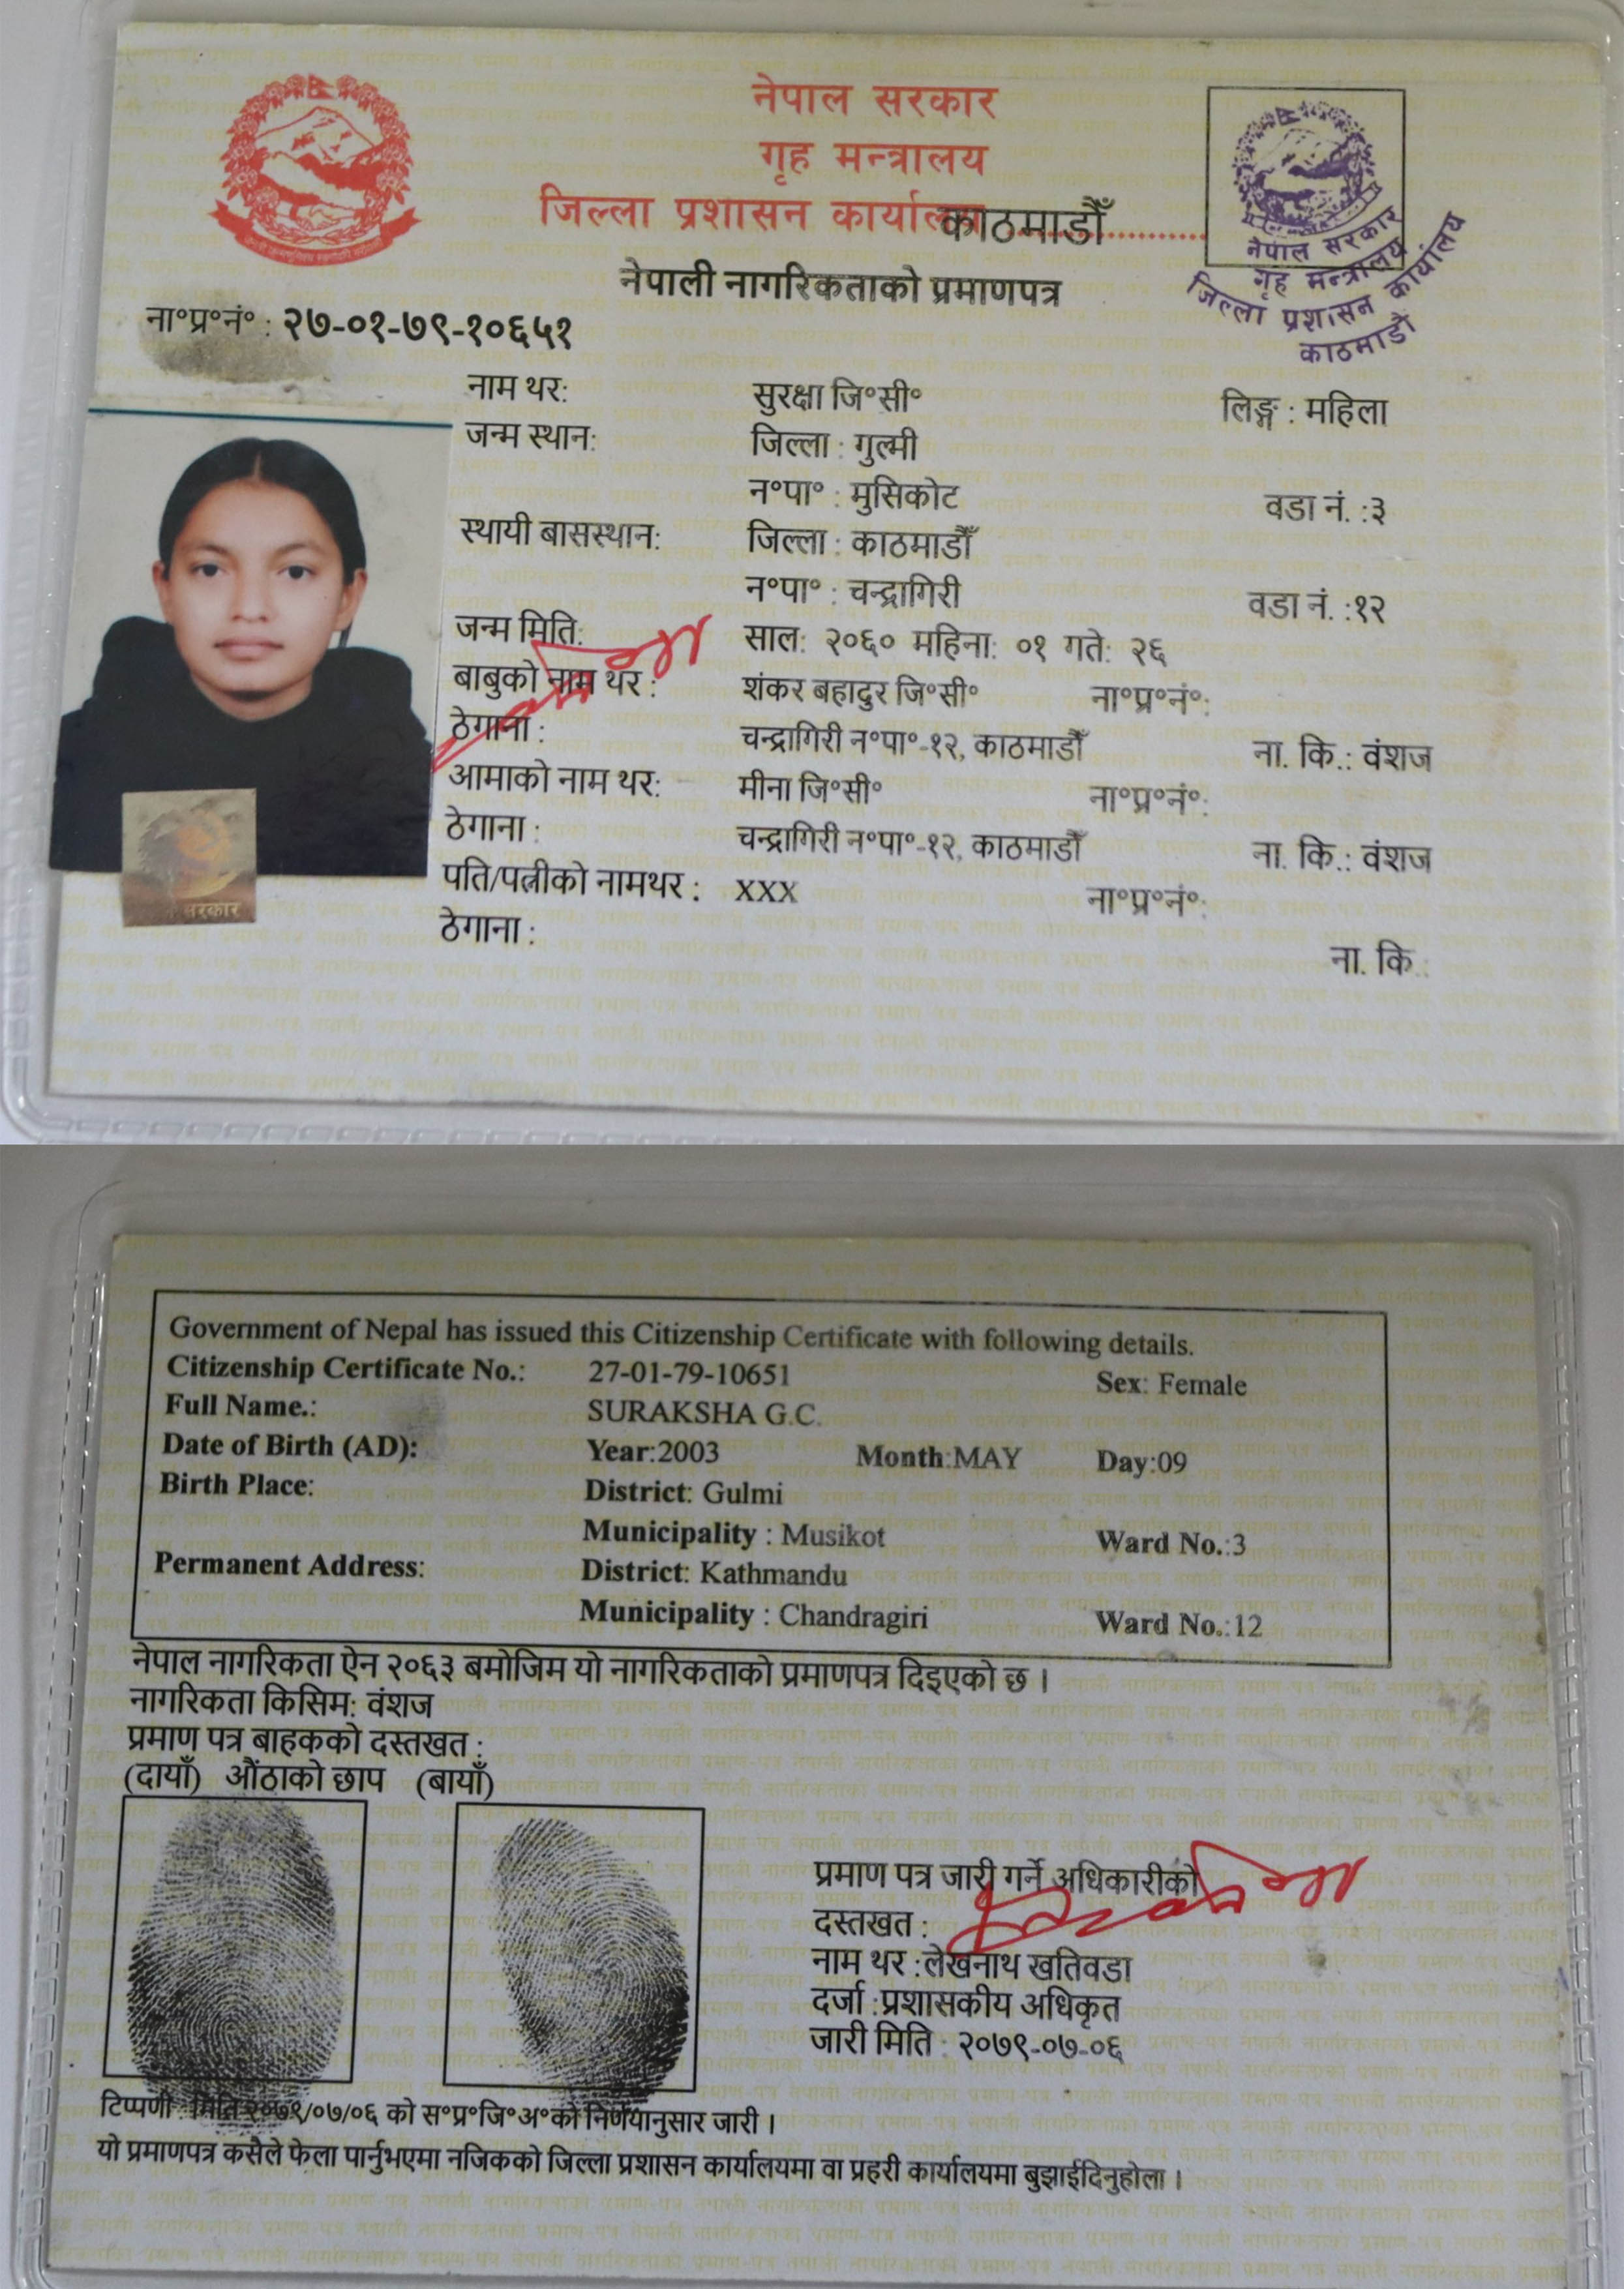 नेपाल सरकार
गृह मन्त्रालय
जिल्ला प्रशासन कार्यालय काठमाडौँ
नेपाली नागरिकताको प्रमाणपत्र
नेपाल सरकार
गृह मन्त्रालय
जिल्ला प्रशासन कार्यालय
काठमाडौं
ना॰प्र॰नं॰ : २७-०१-७९-१०६५१
नाम थर: सुरक्षा जि॰सी॰ लिङ्ग : महिला
जन्म स्थान: जिल्ला : गुल्मी
न॰पा॰ : मुसिकोट वडा नं. :३
स्थायी बासस्थान: जिल्ला : काठमाडौँ
न॰पा॰ : चन्द्रागिरी वडा नं. :१२
जन्म मिति: साल: २०६० महिना: ०१ गते: २६
बाबुको नाम थर : शंकर बहादुर जि॰सी॰ ना॰प्र॰नं॰:
ठेगाना : चन्द्रागिरी न॰पा॰-१२, काठमाडौँ ना. कि.: वंशज
आमाको नाम थर: मीना जि॰सी॰ ना॰प्र॰नं॰:
ठेगाना : चन्द्रागिरी न॰पा॰-१२, काठमाडौँ ना. कि.: वंशज
पति/पत्नीको नामथर : XXX ना॰प्र॰नं॰:
ठेगाना : ना. कि.:
सरकार
Government of Nepal has issued this Citizenship Certificate with following details.
Citizenship Certificate No.: 27-01-79-10651 Sex: Female
Full Name.: SURAKSHA G.C.
Date of Birth (AD): Year:2003 Month:MAY Day:09
Birth Place: District: Gulmi
Municipality : Musikot Ward No.:3
Permanent Address: District: Kathmandu
Municipality : Chandragiri Ward No.:12
नेपाल नागरिकता ऐन २०६३ बमोजिम यो नागरिकताको प्रमाणपत्र दिइएको छ ।
नागरिकता किसिम: वंशज
प्रमाण पत्र बाहकको दस्तखत :
(दायाँ) औंठाको छाप (बायाँ)
प्रमाण पत्र जारी गर्ने अधिकारीको
दस्तखत :
नाम थर : लेखनाथ खतिवडा
दर्जा : प्रशासकीय अधिकृत
जारी मिति : २०७९-०७-०६
टिप्पणी : मिति २०७९/०७/०६ को स॰प्र॰जि॰अ॰को निर्णयानुसार जारी ।
यो प्रमाणपत्र कसैले फेला पार्नुभएमा नजिकको जिल्ला प्रशासन कार्यालयमा वा प्रहरी कार्यालयमा बुझाईदिनुहोला ।